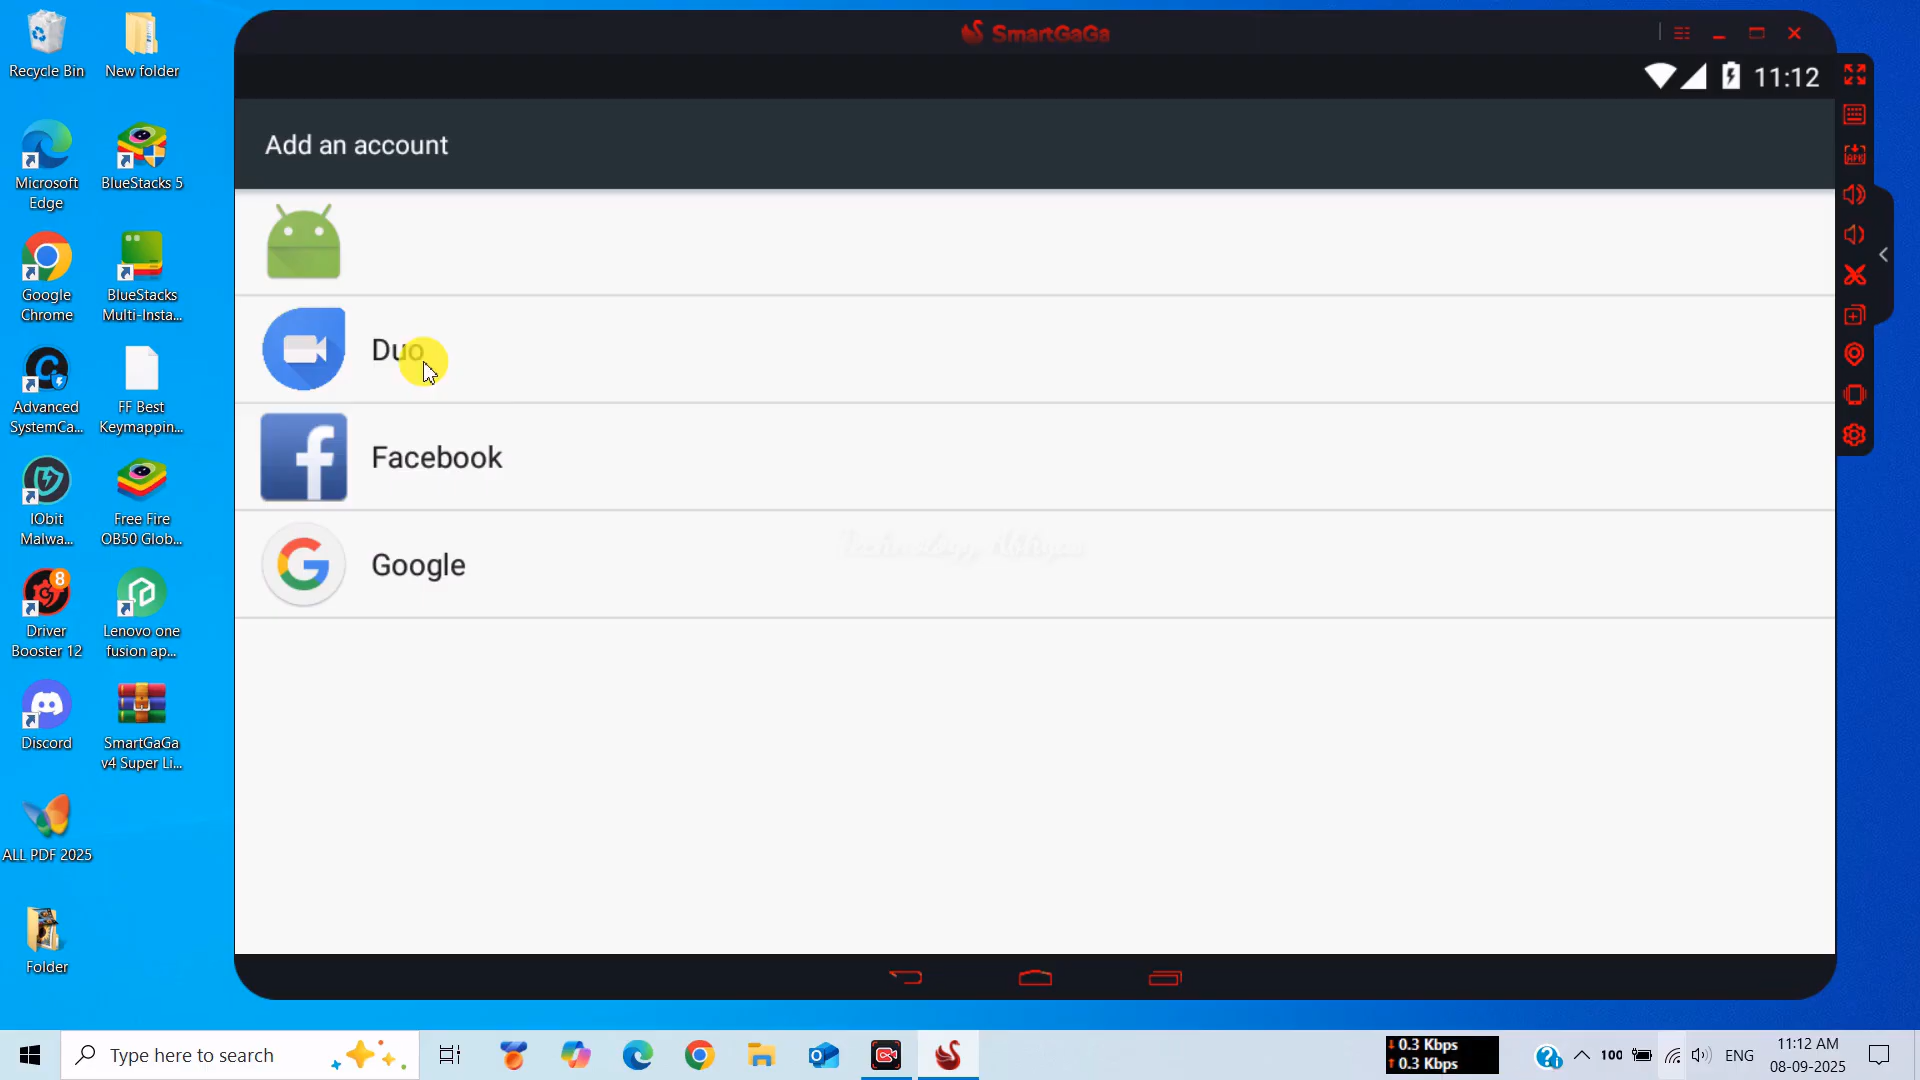 Recycle Bin
New folder
Microsoft
Edge
BlueStacks 5
Google
Chrome
BlueStacks
Multi-Insta...
Advanced
SystemCa...
FF Best
Keymappin...
IObit
Malwa...
Free Fire
OB50 Glob...
8
Driver
Booster 12
Lenovo one
fusion ap...
Discord
SmartGaGa
v4 Super Li...
ALL PDF 2025
Folder
SmartGaGa
11:12
Add an account
Duo
Facebook
Google
Type here to search
0.3 Kbps
0.3 Kbps
100
ENG
11:12 AM
08-09-2025